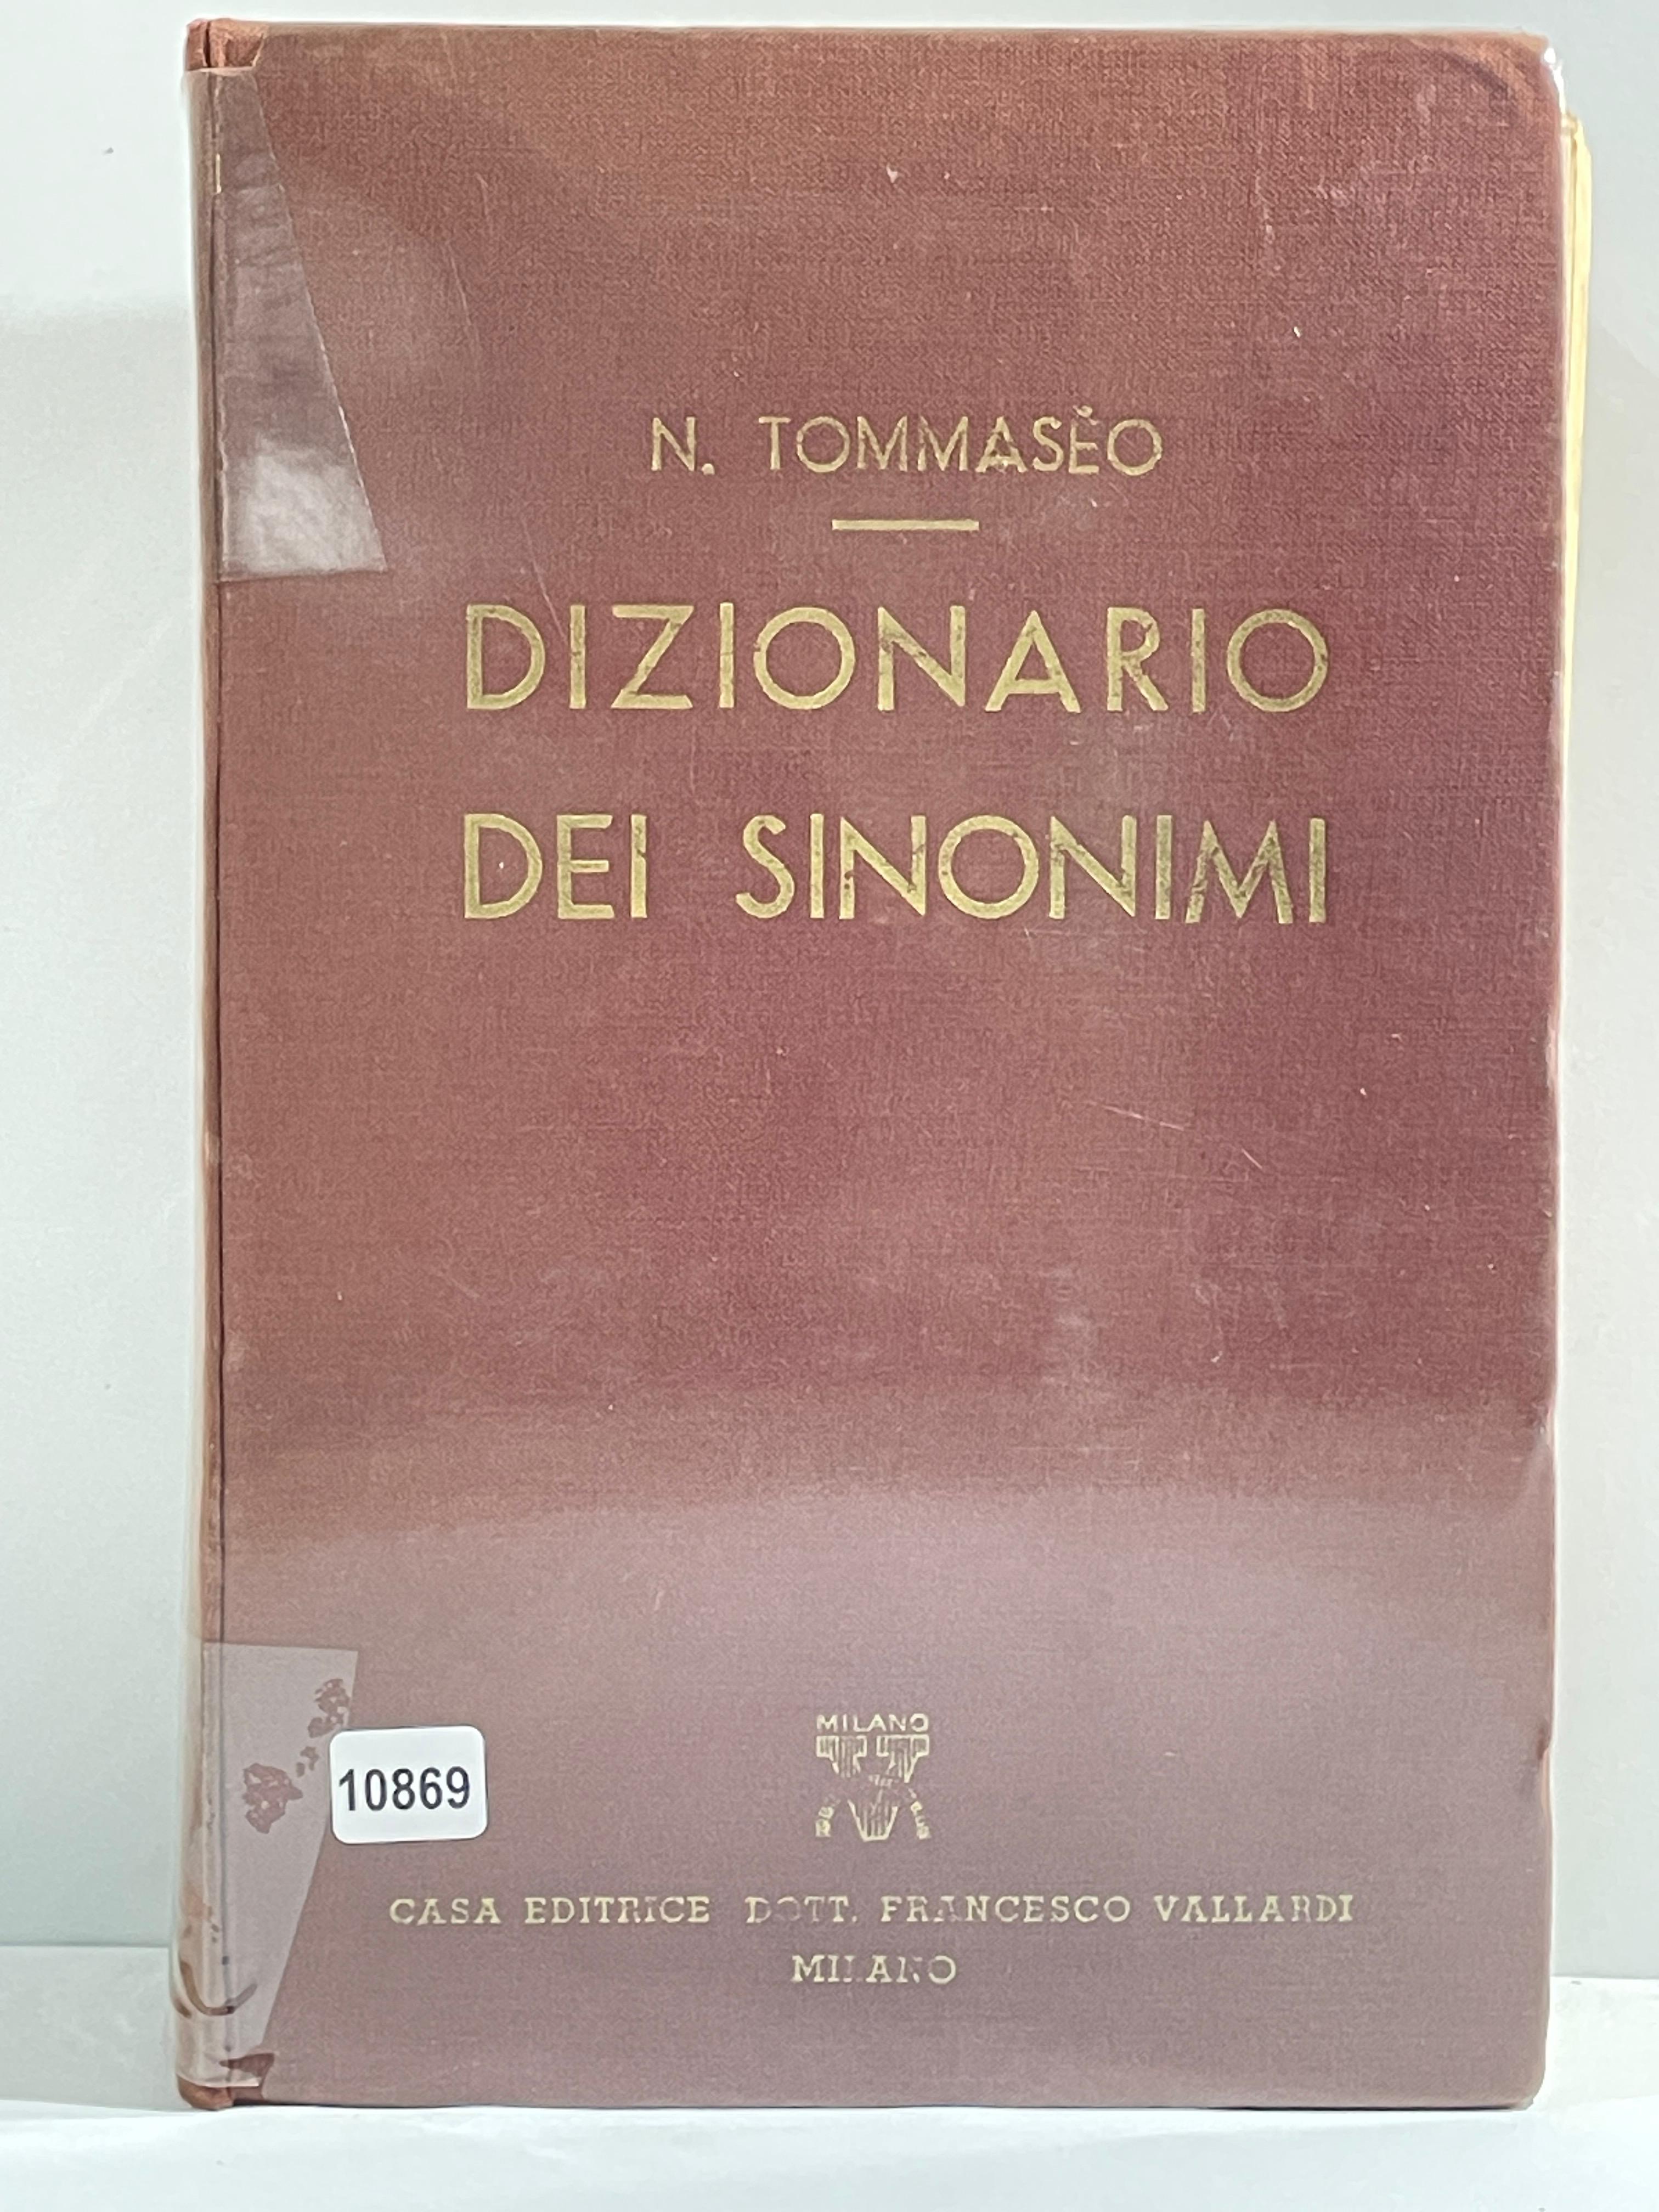 N. TOMMASÈO
DIZIONARIO
DEI SINONIMI
MILANO
10869
CASA EDITRICE DOTT. FRANCESCO VALLARDI
MILANO